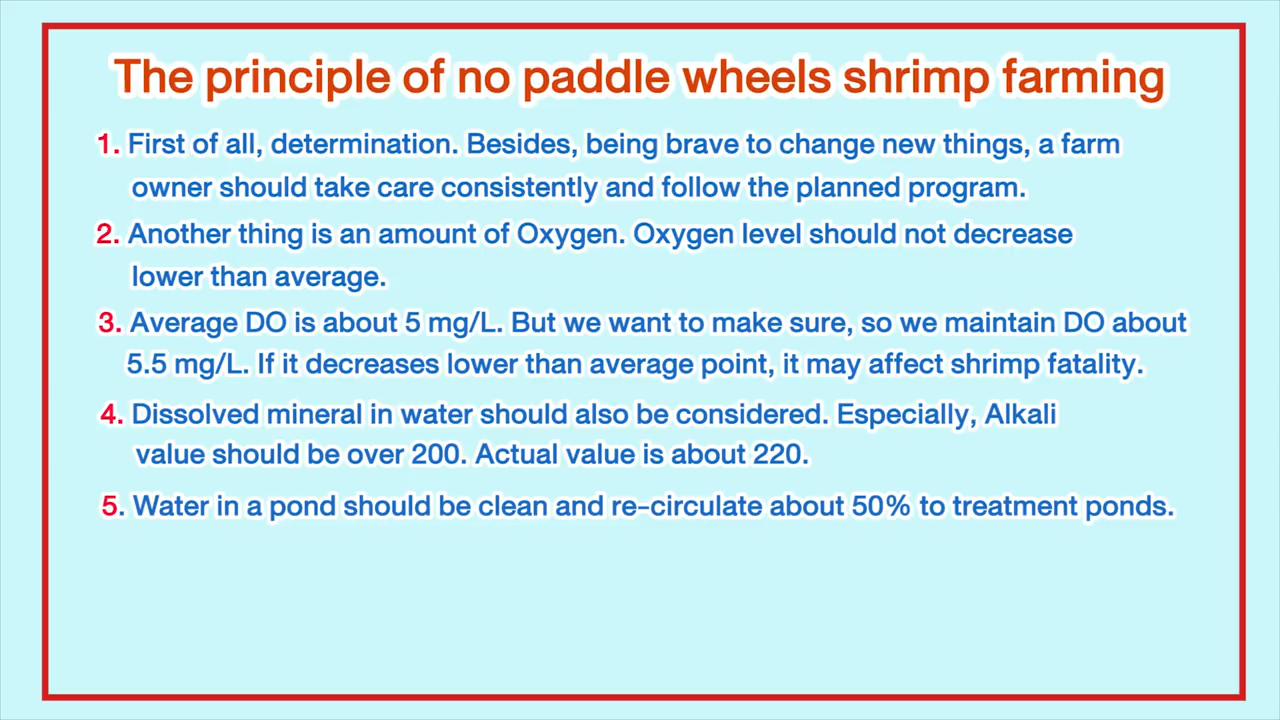 The principle of no paddle wheels shrimp farming
1. First of all, determination. Besides, being brave to change new things, a farm
owner should take care consistently and follow the planned program.
2. Another thing is an amount of Oxygen. Oxygen level should not decrease
lower than average.
3. Average DO is about 5 mg/L. But we want to make sure, so we maintain DO about
5.5 mg/L. If it decreases lower than average point, it may affect shrimp fatality.
4. Dissolved mineral in water should also be considered. Especially, Alkali
value should be over 200. Actual value is about 220.
5. Water in a pond should be clean and re-circulate about 50% to treatment ponds.